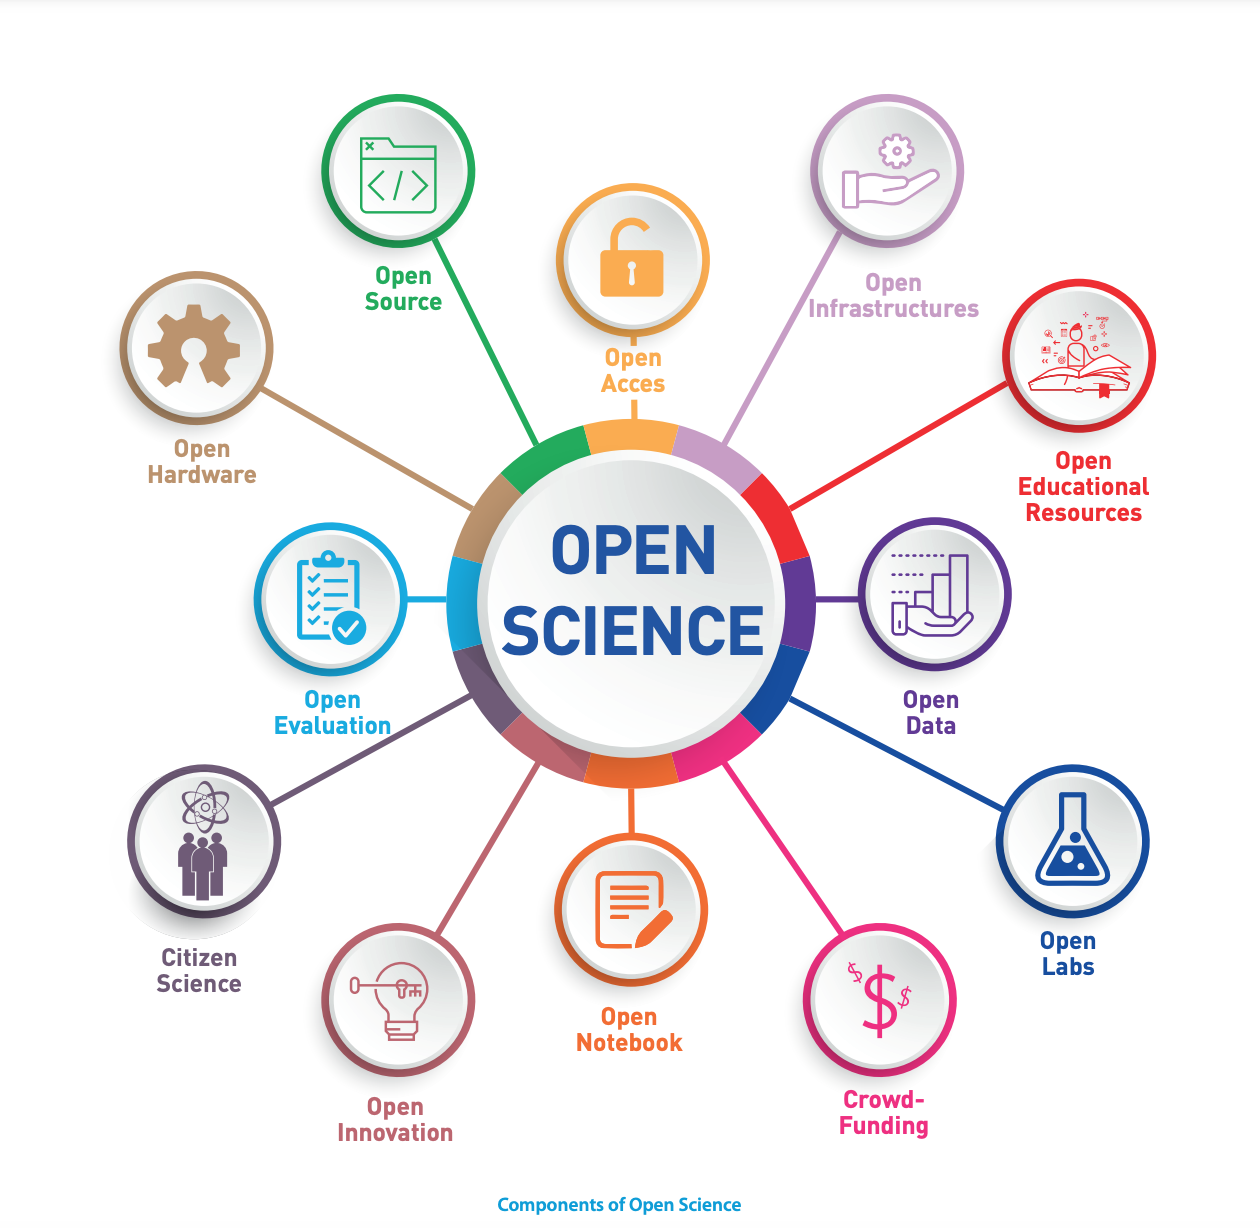 Open
Source
Open
Acces
Open
Infrastructures
Open
Hardware
Open
Educational
Resources
OPEN
SCIENCE
Open
Evaluation
Open
Data
Citizen
Science
Open
Labs
Open
Innovation
Open
Notebook
Crowd-
Funding
Components of Open Science